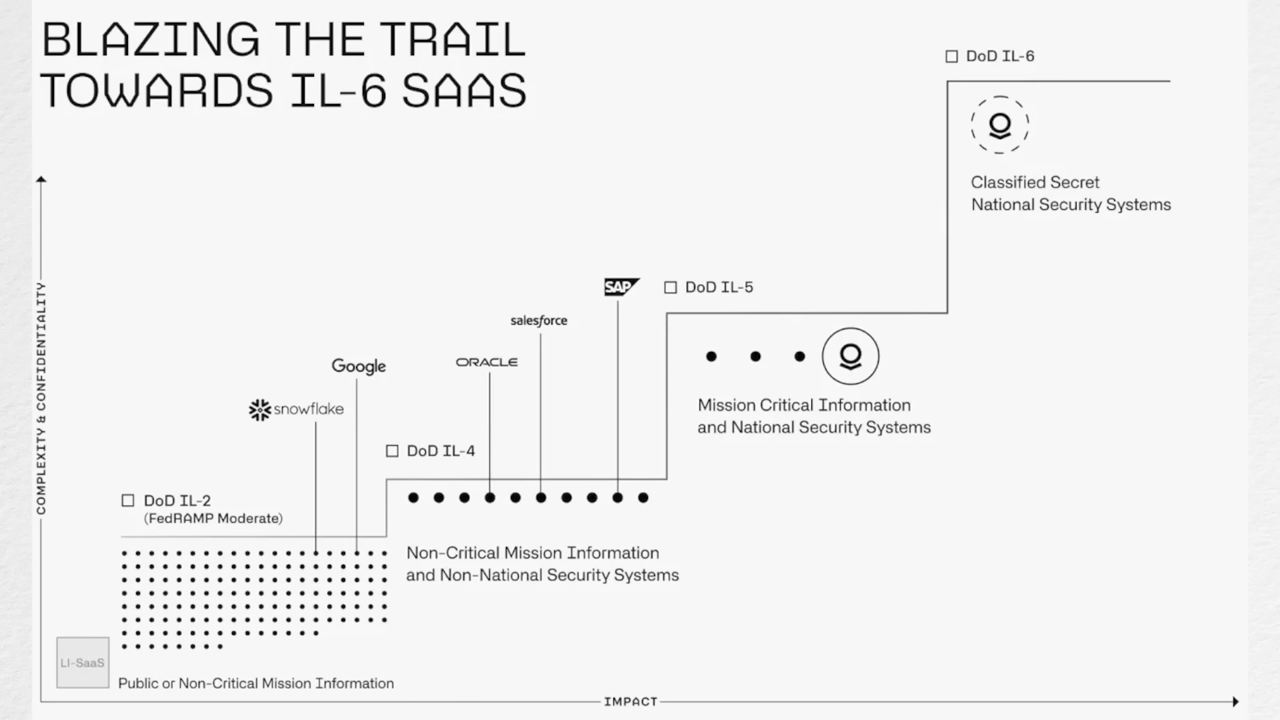 BLAZING THE TRAIL
TOWARDS IL-6 SAAS
DoD IL-6
Classified Secret
National Security Systems
COMPLEXITY & CONFIDENTIALITY
SAP
DoD IL-5
salesforce
Google
ORACLE
snowflake
Mission Critical Information
and National Security Systems
DoD IL-4
DoD IL-2
(FedRAMP Moderate)
Non-Critical Mission Information
and Non-National Security Systems
LI-SaaS
Public or Non-Critical Mission Information
IMPACT